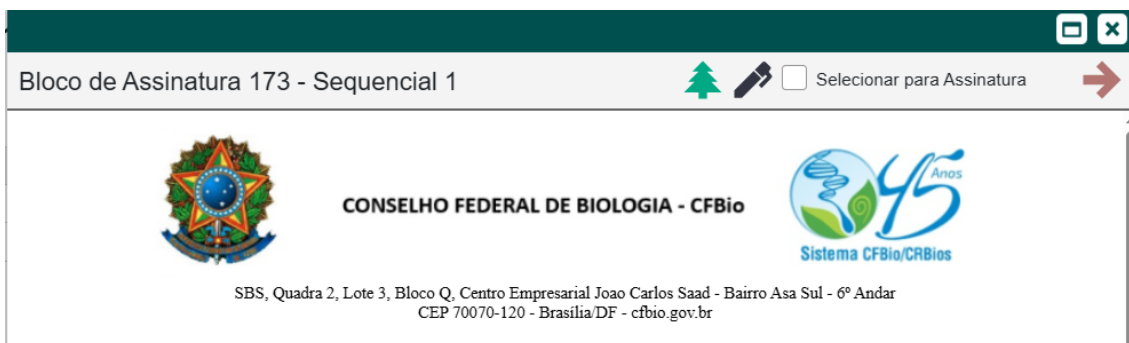 Bloco de Assinatura 173 - Sequencial 1
Selecionar para Assinatura
CONSELHO FEDERAL DE BIOLOGIA - CFBio
45 Anos
Sistema CFBio/CRBios
SBS, Quadra 2, Lote 3, Bloco Q, Centro Empresarial Joao Carlos Saad - Bairro Asa Sul - 6º Andar
CEP 70070-120 - Brasília/DF - cfbio.gov.br